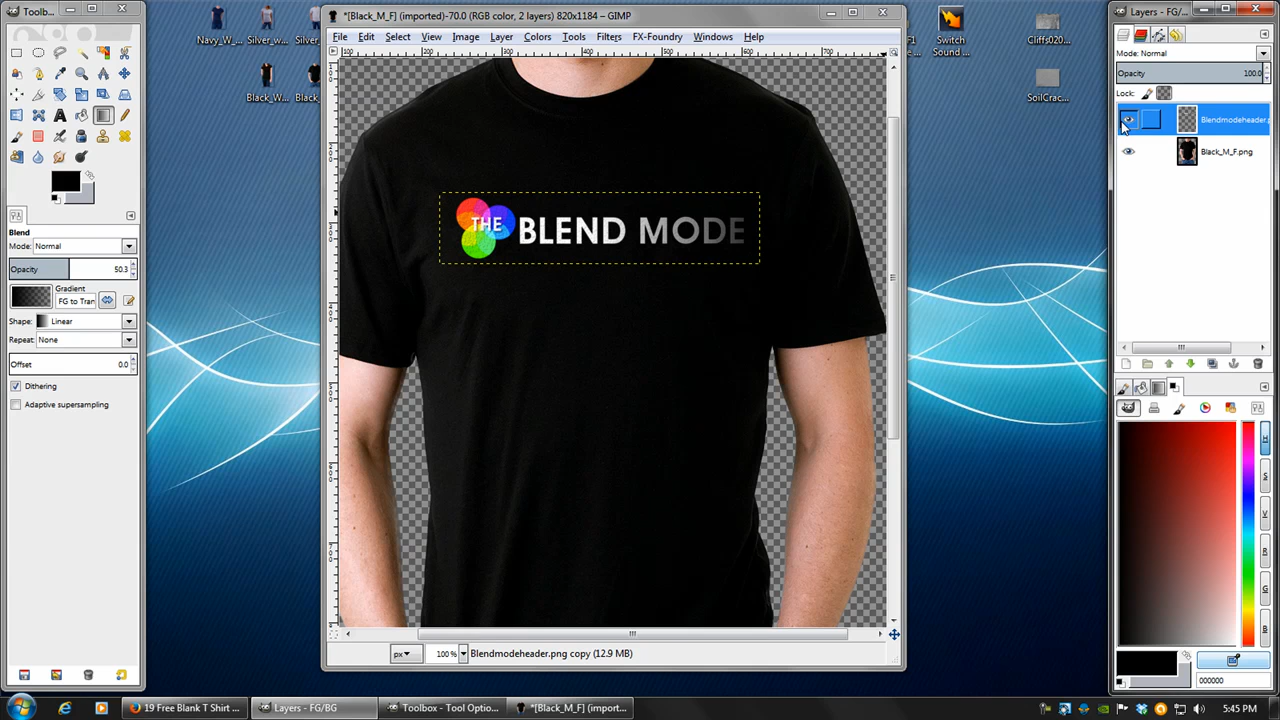 Toolb...
Navy_W_...
Silver_w...
Black_W...
Blend
Mode:
Normal
Opacity
50.3
Gradient
FG to Tran
Shape:
Linear
Repeat:
None
Offset
0.0
Dithering
Adaptive supersampling
*[Black_M_F] (imported)-70.0 (RGB color, 2 layers) 820x1184 – GIMP
File Edit Select View Image Layer Colors Tools Filters FX-Foundry Windows Help
THE BLEND MODE
px
100%
Blendmodeheader.png copy (12.9 MB)
Switch
Sound ...
Cliffs020...
SoilCrac...
Layers - FG/...
Mode: Normal
Opacity
100.0
Lock:
Blendmodeheader.p
Black_M_F.png
H
S
V
000000
19 Free Blank T Shirt ...
Layers - FG/BG
Toolbox - Tool Option...
*[Black_M_F] (import...
5:45 PM